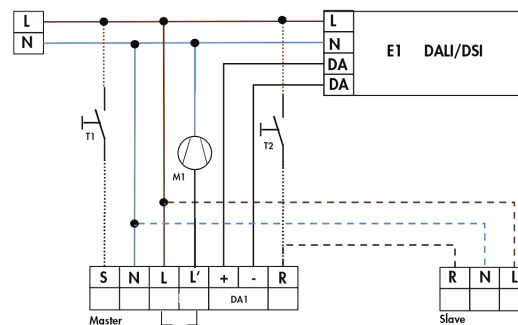 L
N
L
N
DA
DA
E1 DALI/DSI
T1
M1
T2
S N L L' + - R
DA1
Master
R N L
Slave